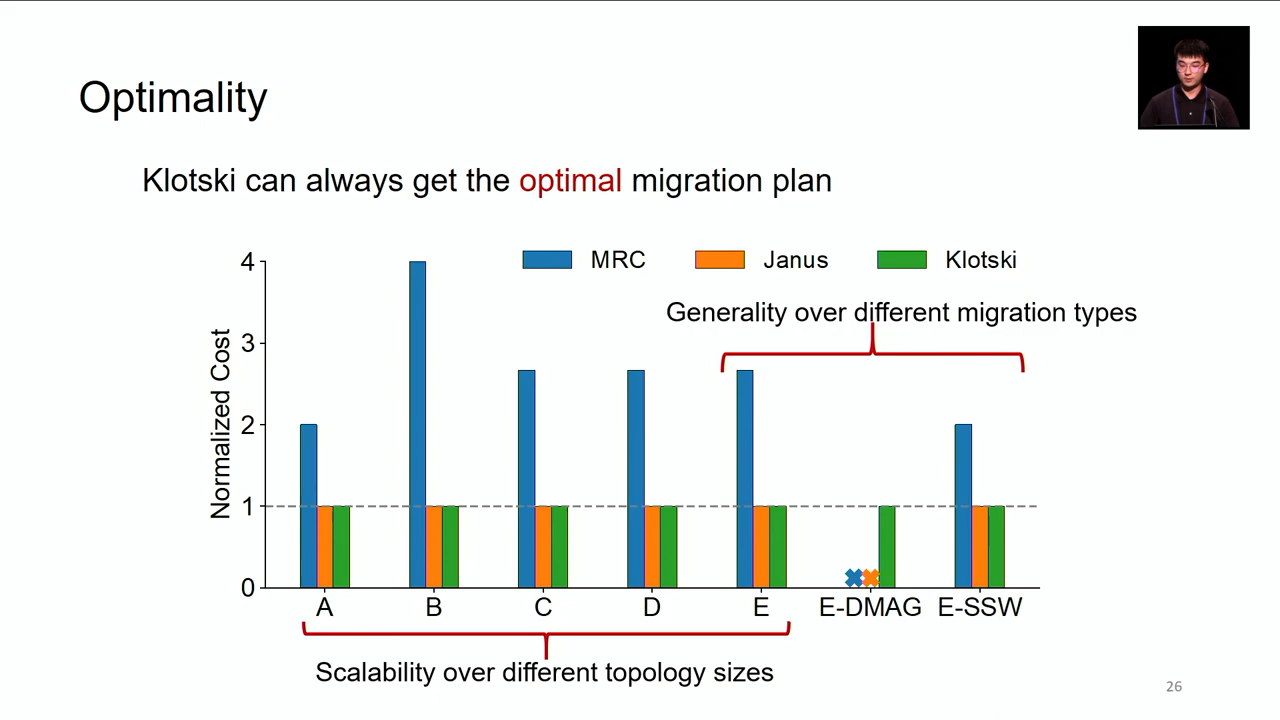 Optimality
Klotski can always get the optimal migration plan
MRC Janus Klotski
Generality over different migration types
Normalized Cost
4
3
2
1
0
A B C D E E-DMAG E-SSW
Scalability over different topology sizes
26